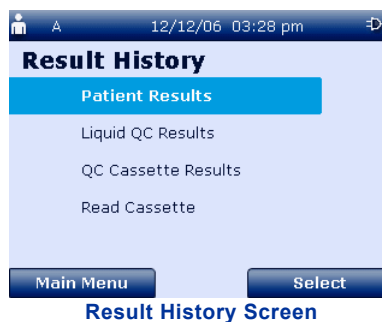 A 12/12/06 03:28 pm
Result History
Patient Results
Liquid QC Results
QC Cassette Results
Read Cassette
Main Menu Select
Result History Screen